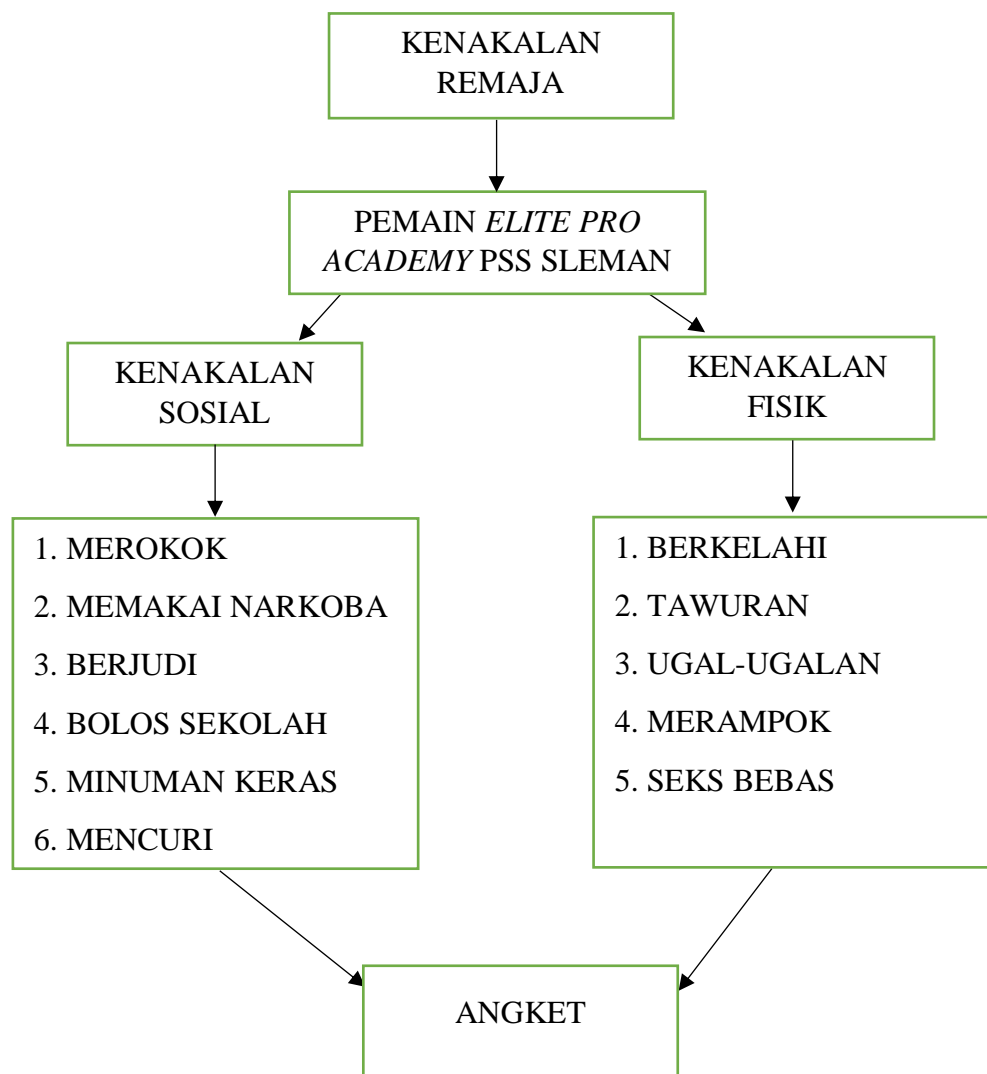 KENAKALAN
REMAJA
PEMAIN ELITE PRO
ACADEMY PSS SLEMAN
KENAKALAN
SOSIAL
KENAKALAN
FISIK
1. MEROKOK
2. MEMAKAI NARKOBA
3. BERJUDI
4. BOLOS SEKOLAH
5. MINUMAN KERAS
6. MENCURI
1. BERKELAHI
2. TAWURAN
3. UGAL-UGALAN
4. MERAMPOK
5. SEKS BEBAS
ANGKET